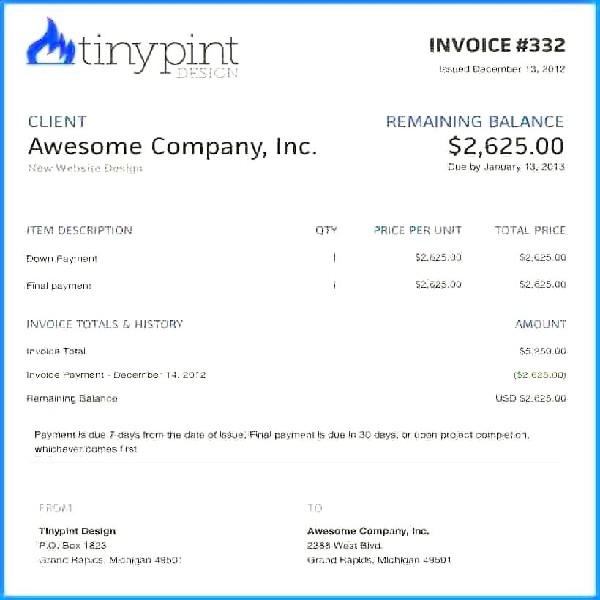 tinypint
DESIGN
INVOICE #332
Issued December 13, 2012
CLIENT
Awesome Company, Inc.
New Website Design
REMAINING BALANCE
$2,625.00
Due by January 13, 2013
ITEM DESCRIPTION QTY PRICE PER UNIT TOTAL PRICE
Down Payment 1 $2,625.00 $2,625.00
Final payment 1 $2,625.00 $2,625.00
INVOICE TOTALS & HISTORY AMOUNT
Invoice Total $5,250.00
Invoice Payment - December 14, 2012 ($2,625.00)
Remaining Balance USD $2,625.00
Payment is due 7 days from the date of issue. Final payment is due in 30 days, or upon project completion,
whichever comes first
FROM
Tinypint Design
P.O. Box 1823
Grand Rapids, Michigan 49501
TO
Awesome Company, Inc.
2388 West Blvd.
Grand Rapids, Michigan 49501